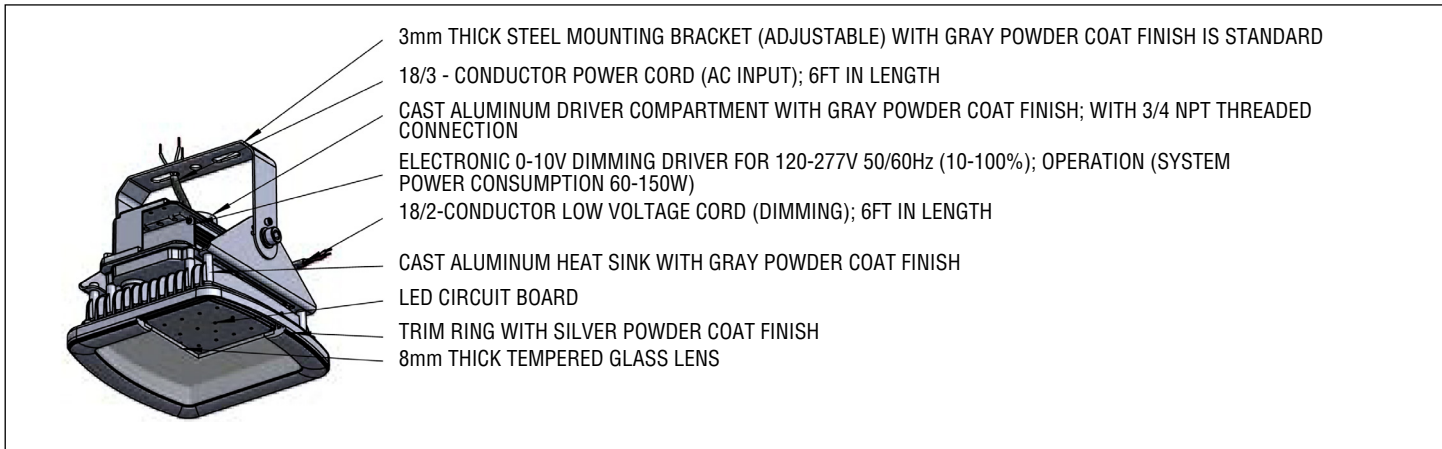 3mm THICK STEEL MOUNTING BRACKET (ADJUSTABLE) WITH GRAY POWDER COAT FINISH IS STANDARD
18/3 - CONDUCTOR POWER CORD (AC INPUT); 6FT IN LENGTH
CAST ALUMINUM DRIVER COMPARTMENT WITH GRAY POWDER COAT FINISH; WITH 3/4 NPT THREADED
CONNECTION
ELECTRONIC 0-10V DIMMING DRIVER FOR 120-277V 50/60Hz (10-100%); OPERATION (SYSTEM
POWER CONSUMPTION 60-150W)
18/2-CONDUCTOR LOW VOLTAGE CORD (DIMMING); 6FT IN LENGTH
CAST ALUMINUM HEAT SINK WITH GRAY POWDER COAT FINISH
LED CIRCUIT BOARD
TRIM RING WITH SILVER POWDER COAT FINISH
8mm THICK TEMPERED GLASS LENS